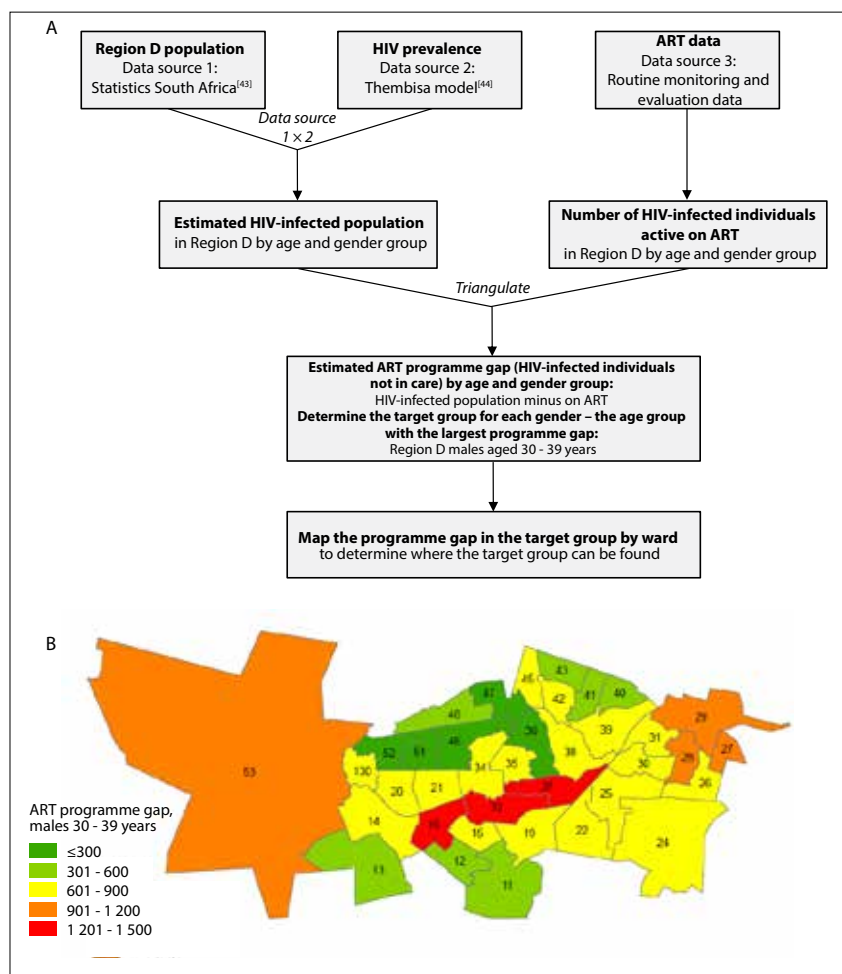 A
Region D population
Data source 1:
Statistics South Africa[43]
HIV prevalence
Data source 2:
Thembisa model[44]
ART data
Data source 3:
Routine monitoring and
evaluation data
Data source
1 × 2
Estimated HIV-infected population
in Region D by age and gender group
Number of HIV-infected individuals
active on ART
in Region D by age and gender group
Triangulate
Estimated ART programme gap (HIV-infected individuals
not in care) by age and gender group:
HIV-infected population minus on ART
Determine the target group for each gender – the age group
with the largest programme gap:
Region D males aged 30 - 39 years
Map the programme gap in the target group by ward
to determine where the target group can be found
B
43
41
40
42
29
39
31
27
38
30
26
53
52
51
34
35
130
20
21
25
14
19
22
24
12
13
11
ART programme gap,
males 30 - 39 years
≤300
301 - 600
601 - 900
901 - 1 200
1 201 - 1 500